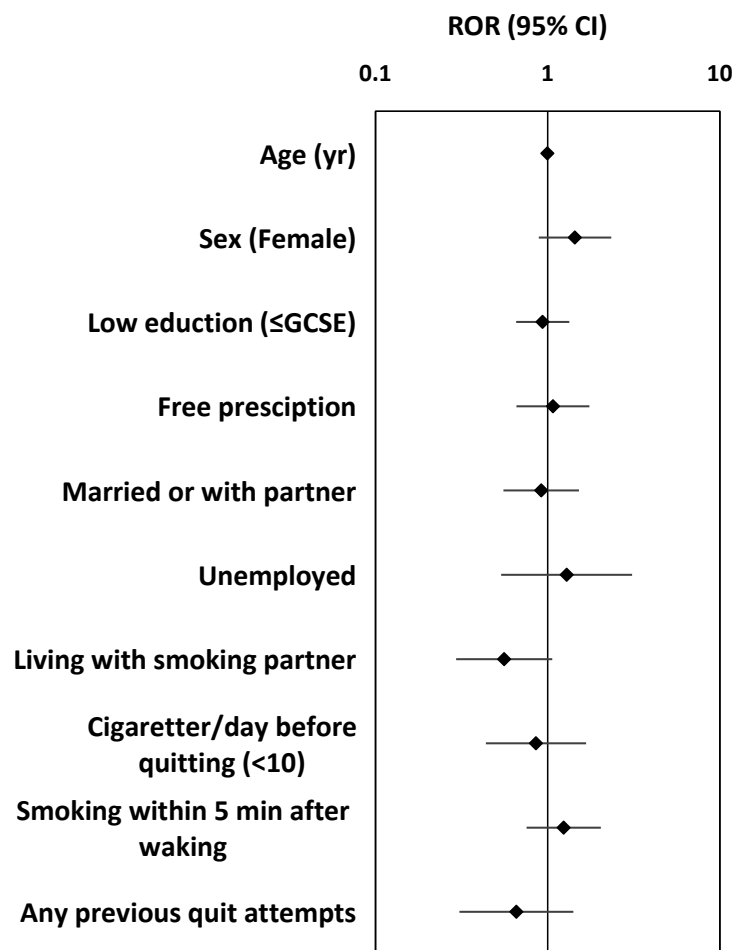 ROR (95% CI)
0.1 1 10
Age (yr)
Sex (Female)
Low eduction (≤GCSE)
Free presciption
Married or with partner
Unemployed
Living with smoking partner
Cigaretter/day before
quitting (<10)
Smoking within 5 min after
waking
Any previous quit attempts